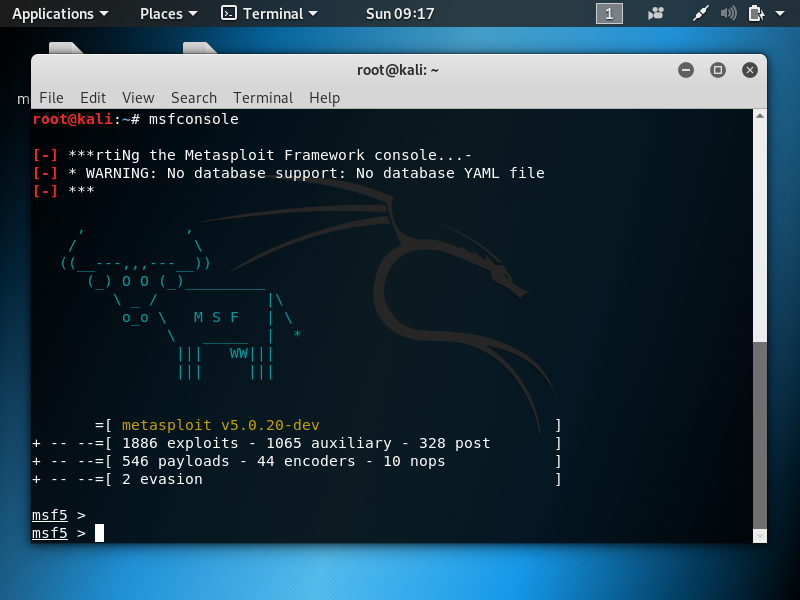 Applications Places Terminal Sun 09:17 1
root@kali: ~
m File Edit View Search Terminal Help
root@kali:~# msfconsole
[-] ***rtiNg the Metasploit Framework console...-
[-] * WARNING: No database support: No database YAML file
[-] ***
     ,           ,
    /             \
   ((__---,,,---__))
      (_) O O (_)_________
         \ _ /            |\
          o_o \   M S F   | \
               \   _____  |  *
                |||   WW|||
                |||     |||
       =[ metasploit v5.0.20-dev                          ]
+ -- --=[ 1886 exploits - 1065 auxiliary - 328 post       ]
+ -- --=[ 546 payloads - 44 encoders - 10 nops            ]
+ -- --=[ 2 evasion                                       ]
msf5 >
msf5 >